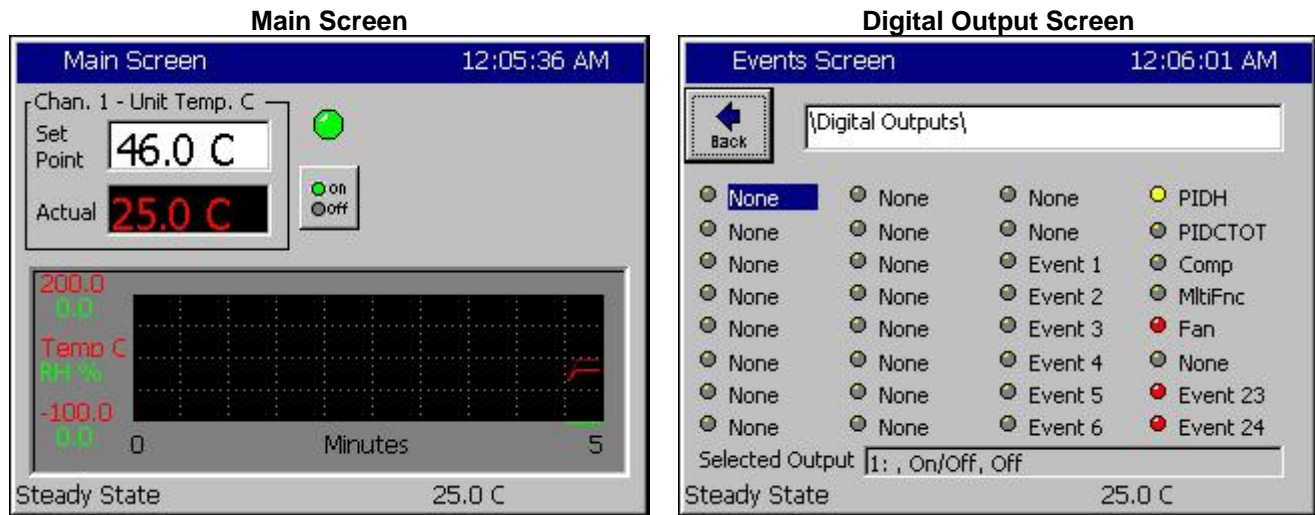 Main Screen
Main Screen 12:05:36 AM
Chan. 1 - Unit Temp. C
Set Point 46.0 C
on
off
Actual 25.0 C
200.0
0.0
Temp C
RH %
-100.0
0.0
0 Minutes 5
Steady State 25.0 C
Digital Output Screen
Events Screen 12:06:01 AM
Back
\Digital Outputs\
None None None PIDH
None None None PIDCTOT
None None Event 1 Comp
None None Event 2 MltiFnc
None None Event 3 Fan
None None Event 4 None
None None Event 5 Event 23
None None Event 6 Event 24
Selected Output 1: , On/Off, Off
Steady State 25.0 C